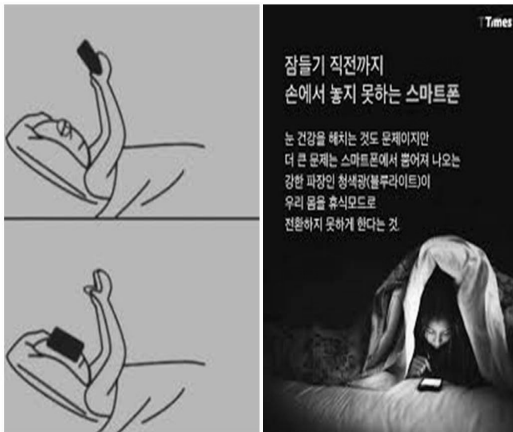 TTimes
잠들기 직전까지
손에서 놓지 못하는 스마트폰
눈 건강을 해치는 것도 문제이지만
더 큰 문제는 스마트폰에서 뿜어져 나오는
강한 파장인 청색광(블루라이트)이
우리 몸을 휴식모드로
전환하지 못하게 한다는 것.